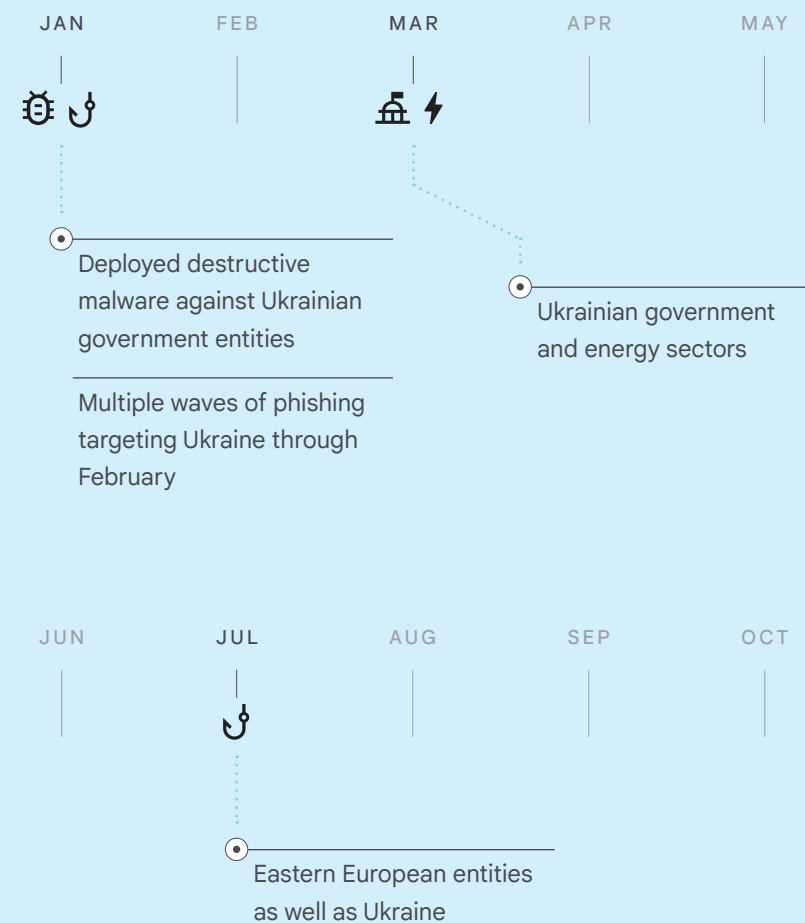 JAN FEB MAR APR MAY
Deployed destructive
malware against Ukrainian
government entities
Multiple waves of phishing
targeting Ukraine through
February
Ukrainian government
and energy sectors
JUN JUL AUG SEP OCT
Eastern European entities
as well as Ukraine